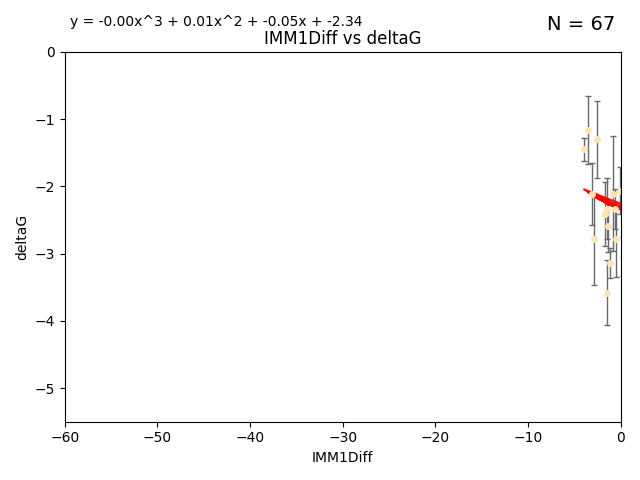 y = -0.00x^3 + 0.01x^2 + -0.05x + -2.34
N = 67
IMM1Diff vs deltaG
0
−1
−2
−3
−4
−5
deltaG
−60
−50
−40
−30
−20
−10
0
IMM1Diff